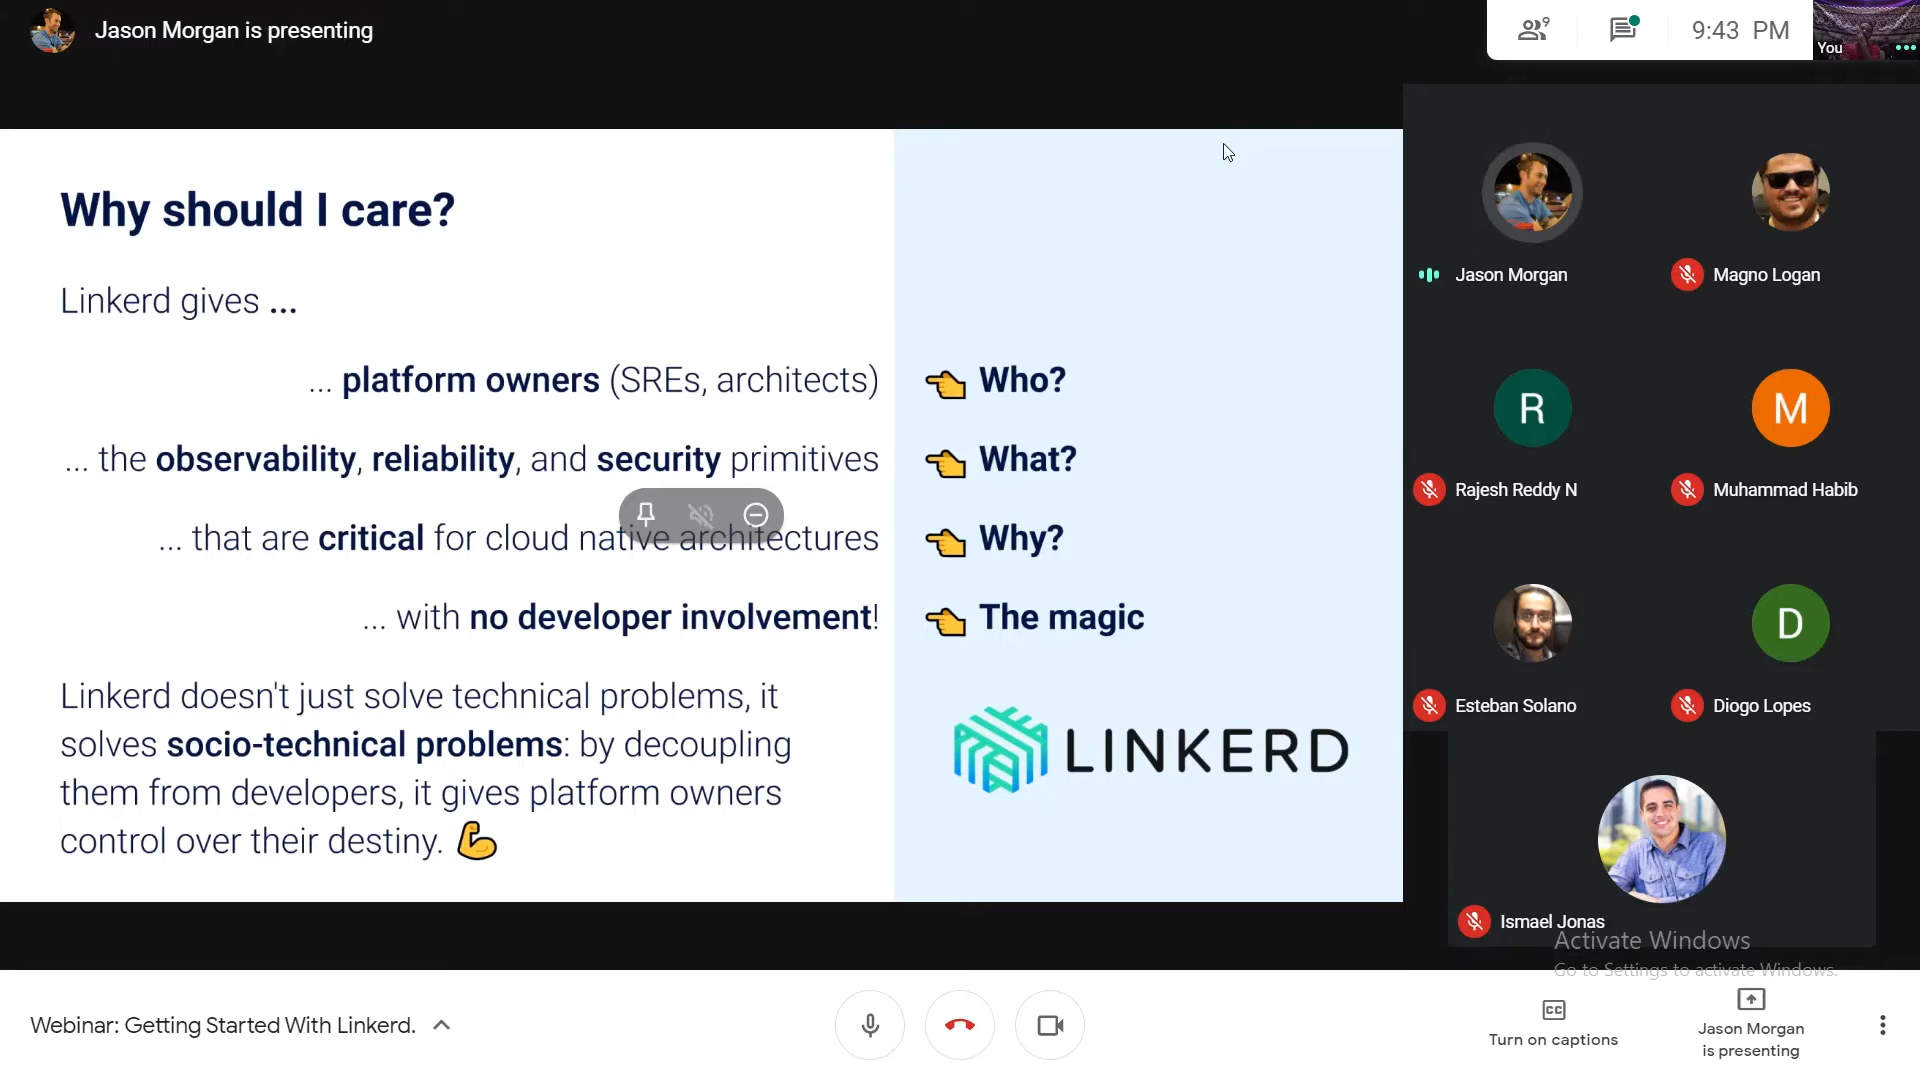 Jason Morgan is presenting
9
9:43 PM
You
Why should I care?
Linkerd gives ...
... platform owners (SREs, architects)
Who?
... the observability, reliability, and security primitives
What?
... that are critical for cloud native architectures
Why?
... with no developer involvement!
The magic
Linkerd doesn't just solve technical problems, it
solves socio-technical problems: by decoupling
them from developers, it gives platform owners
control over their destiny.
LINKERD
Jason Morgan
Magno Logan
R
M
Rajesh Reddy N
Muhammad Habib
D
Esteban Solano
Diogo Lopes
Ismael Jonas
Activate Windows
Go to Settings to activate Windows.
Webinar: Getting Started With Linkerd.
CC
Turn on captions
Jason Morgan
is presenting